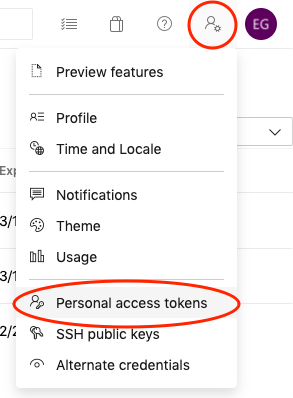 EG
Preview features
Profile
Exp
Time and Locale
Notifications
3/1
Theme
Usage
3/1
Personal access tokens
2/2
SSH public keys
Alternate credentials